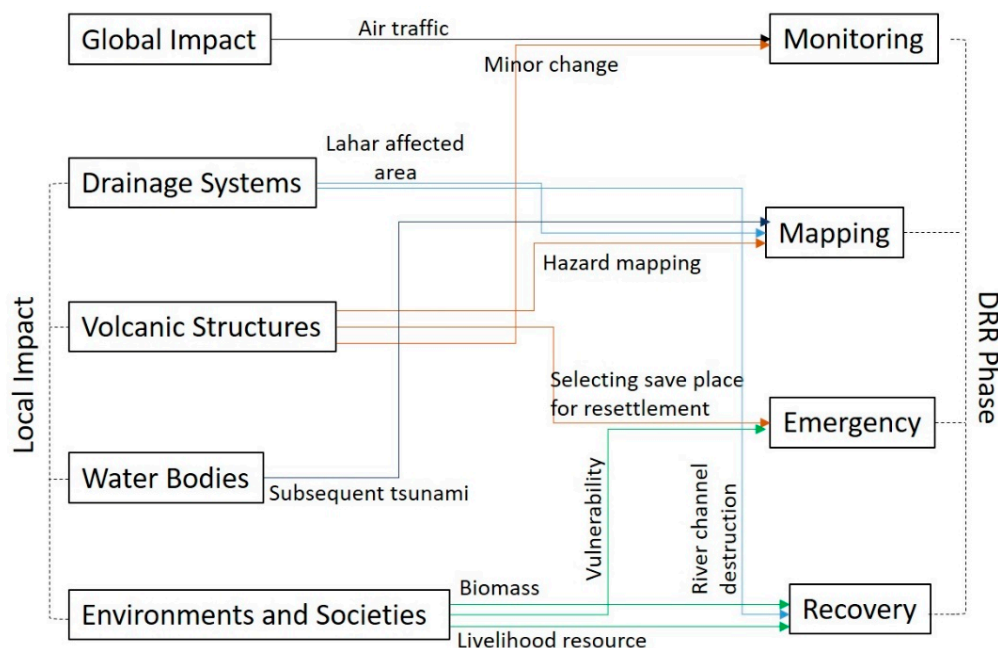 Global Impact
Air traffic
Monitoring
Minor change
Lahar affected
area
Drainage Systems
Mapping
Hazard mapping
Local Impact
Volcanic Structures
DRR Phase
Selecting save place
for resettlement
Emergency
Water Bodies
Subsequent tsunami
Vulnerability
River channel
destruction
Biomass
Environments and Societies
Recovery
Livelihood resource